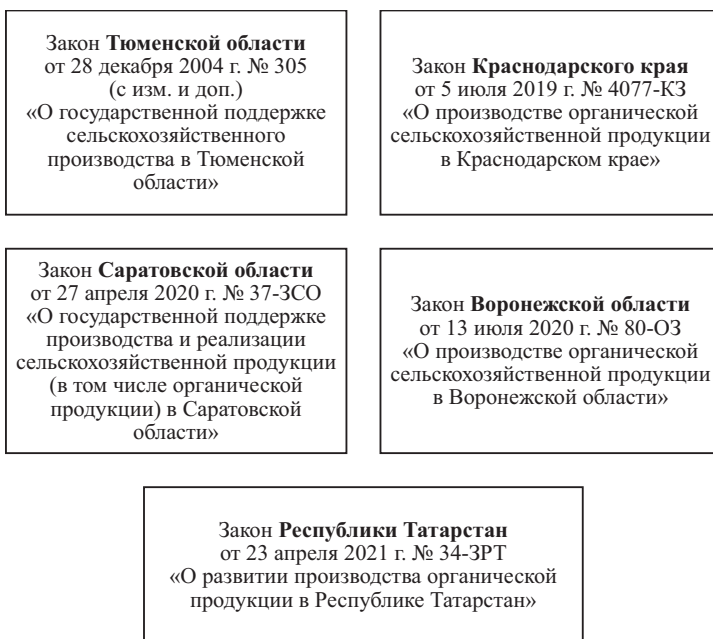 Закон Тюменской области
от 28 декабря 2004 г. № 305
(с изм. и доп.)
«О государственной поддержке
сельскохозяйственного
производства в Тюменской
области»
Закон Краснодарского края
от 5 июля 2019 г. № 4077-КЗ
«О производстве органической
сельскохозяйственной продукции
в Краснодарском крае»
Закон Саратовской области
от 27 апреля 2020 г. № 37-ЗСО
«О государственной поддержке
производства и реализации
сельскохозяйственной продукции
(в том числе органической
продукции) в Саратовской
области»
Закон Воронежской области
от 13 июля 2020 г. № 80-ОЗ
«О производстве органической
сельскохозяйственной продукции
в Воронежской области»
Закон Республики Татарстан
от 23 апреля 2021 г. № 34-ЗРТ
«О развитии производства органической
продукции в Республике Татарстан»